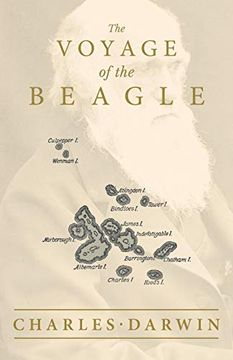 The
VOYAGE
of the
BEAGLE
Culpepper I.
Wenman I.
Abingdon I.
Bindloes I.
Tower I.
James I.
Narborough I.
Indefatigable I.
Albemarle I.
Barrington I.
Chatham I.
Charles I.
Hood's I.
CHARLES · DARWIN